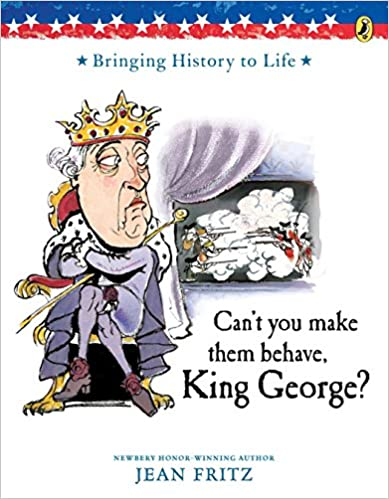 ★ Bringing History to Life ★
Can't you make
them behave,
King George?
NEWBERY HONOR-WINNING AUTHOR
JEAN FRITZ